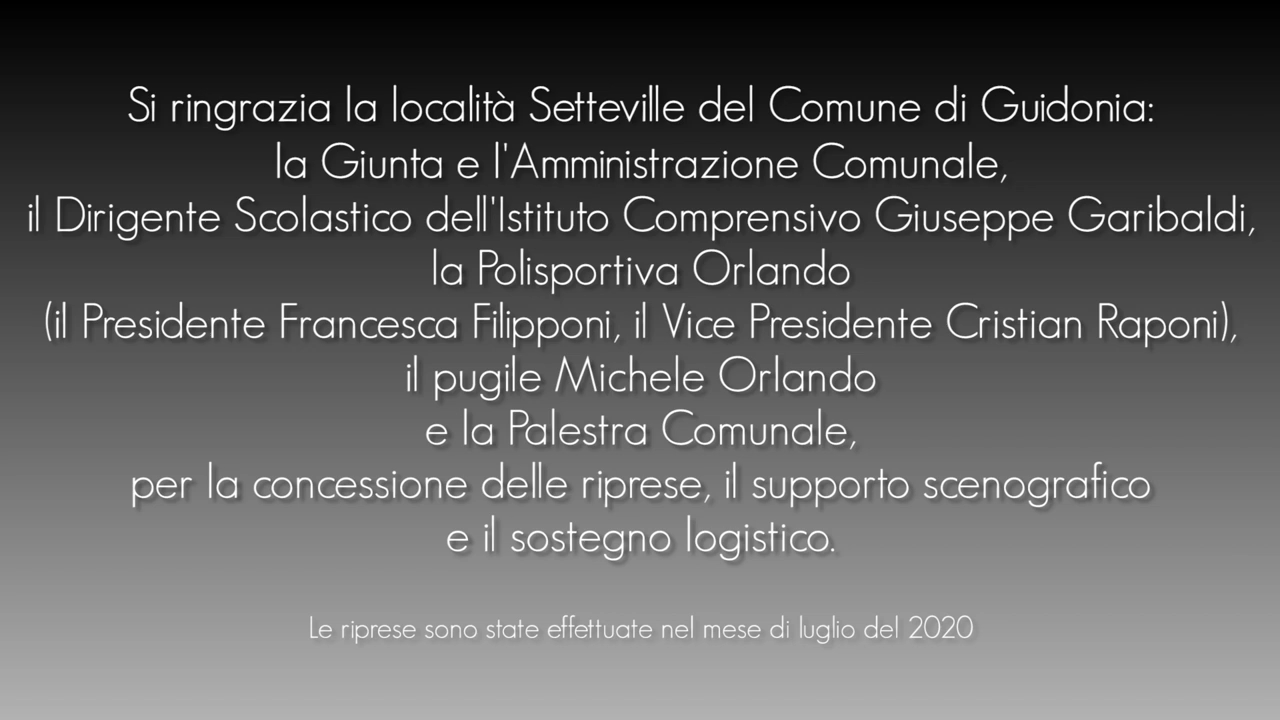 Si ringrazia la località Setteville del Comune di Guidonia:
la Giunta e l'Amministrazione Comunale,
il Dirigente Scolastico dell'Istituto Comprensivo Giuseppe Garibaldi,
la Polisportiva Orlando
(il Presidente Francesca Filipponi, il Vice Presidente Cristian Raponi),
il pugile Michele Orlando
e la Palestra Comunale,
per la concessione delle riprese, il supporto scenografico
e il sostegno logistico.
Le riprese sono state effettuate nel mese di luglio del 2020